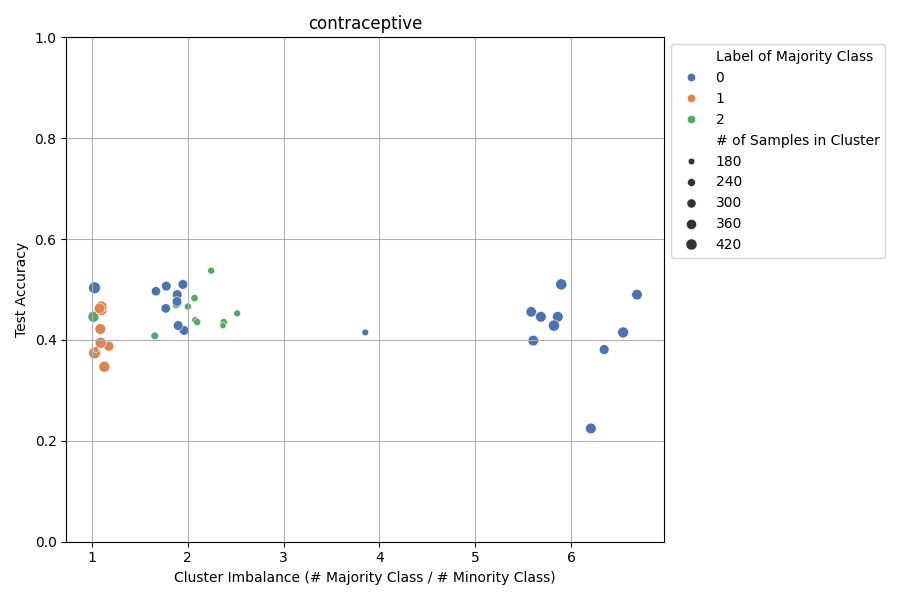 contraceptive
1.0
0.8
0.6
0.4
0.2
0.0
Test Accuracy
1 2 3 4 5 6
Cluster Imbalance (# Majority Class / # Minority Class)
Label of Majority Class
0
1
2
# of Samples in Cluster
180
240
300
360
420